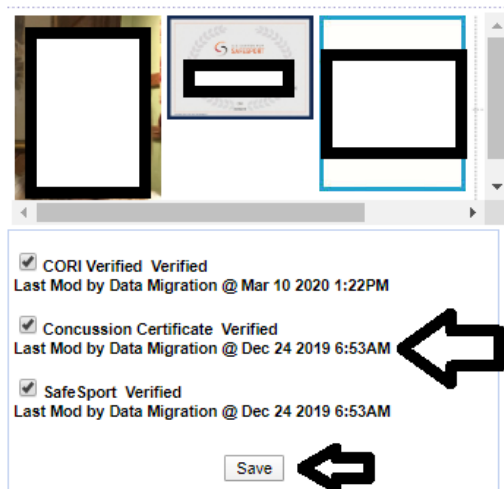 SAFESPORT
CORI Verified Verified
Last Mod by Data Migration @ Mar 10 2020 1:22PM
Concussion Certificate Verified
Last Mod by Data Migration @ Dec 24 2019 6:53AM
SafeSport Verified
Last Mod by Data Migration @ Dec 24 2019 6:53AM
Save